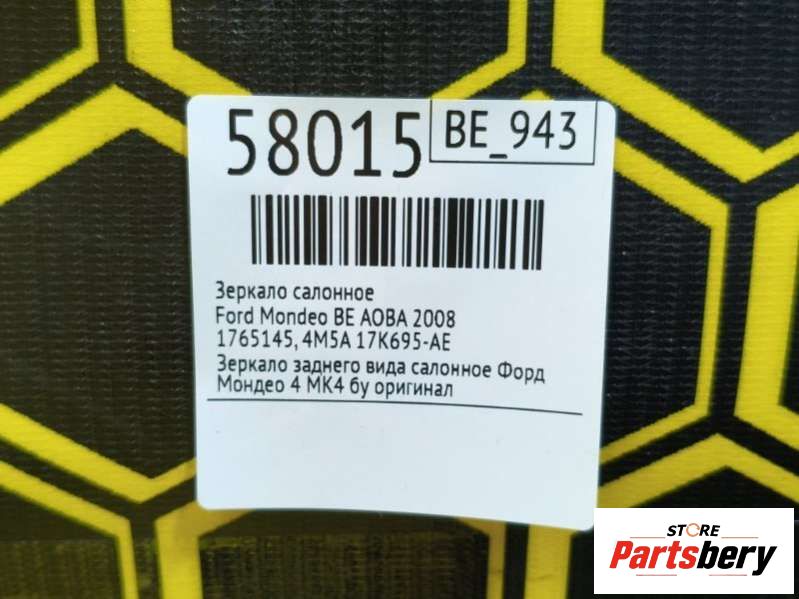 58015
BE_943
Зеркало салонное
Ford Mondeo BE AOBA 2008
1765145, 4M5A 17K695-AE
Зеркало заднего вида салонное Форд
Мондео 4 МК4 бу оригинал
STORE
Partsbery